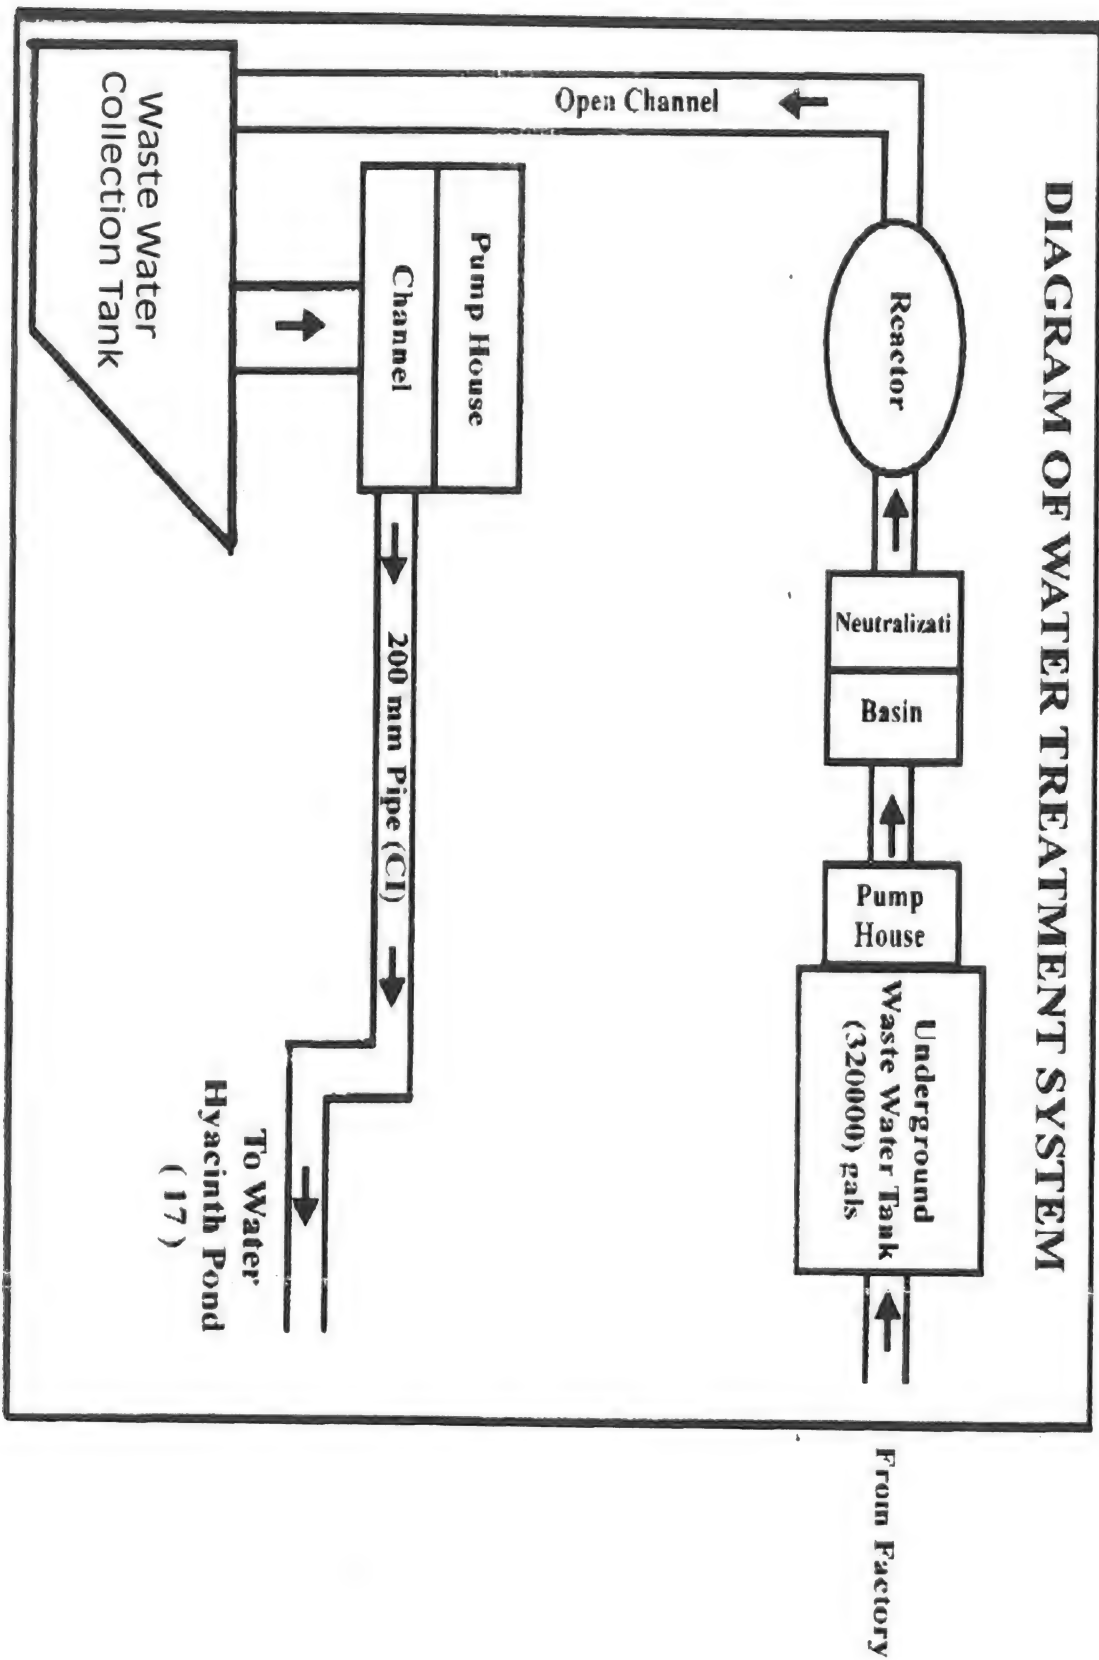 DIAGRAM OF WATER TREATMENT SYSTEM
From Factory
Underground
Waste Water Tank
(320000) gals
Pump
House
Basin
Neutralizati
Reactor
Open Channel
Waste Water
Collection Tank
Pump House
Channel
200 mm Pipe (CI)
To Water
Hyacinth Pond
( 17 )